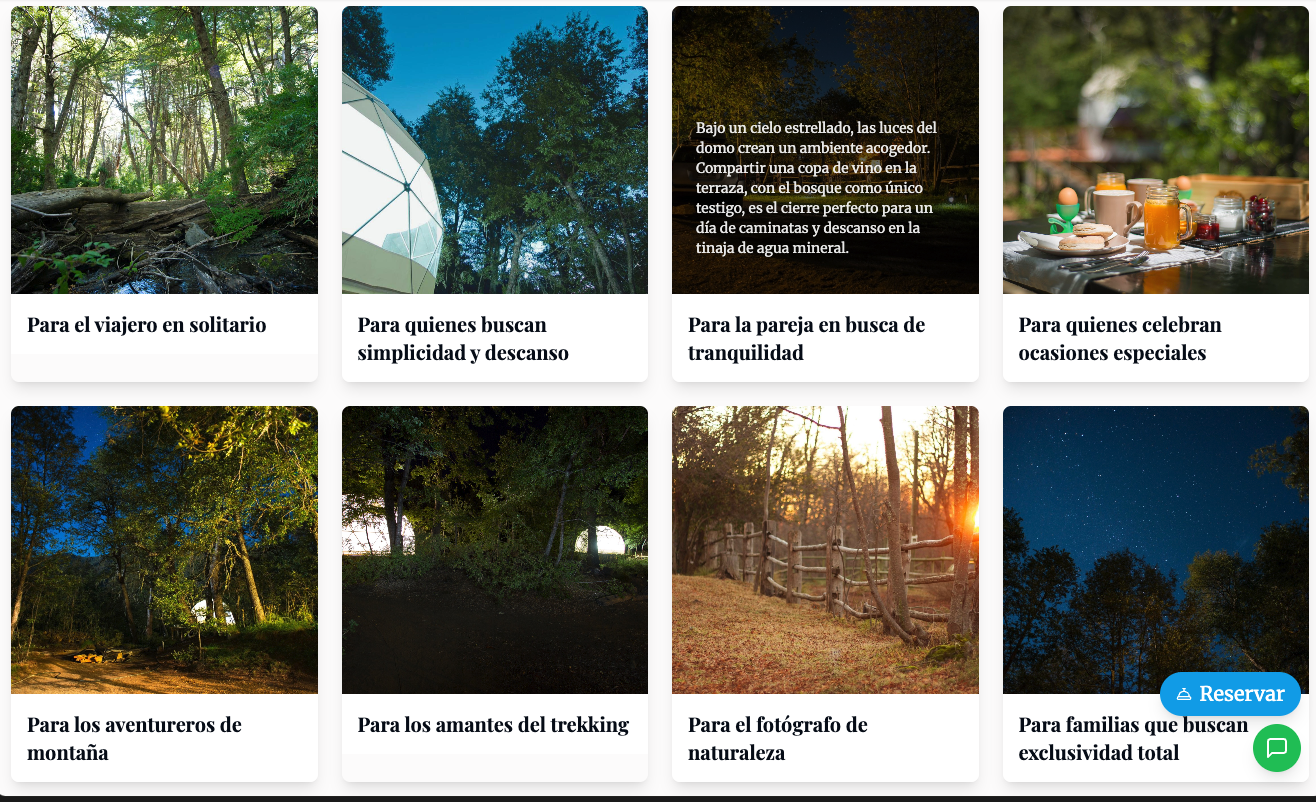 Bajo un cielo estrellado, las luces del
domo crean un ambiente acogedor.
Compartir una copa de vino en la
terraza, con el bosque como único
testigo, es el cierre perfecto para un
día de caminatas y descanso en la
tinaja de agua mineral.
Para el viajero en solitario
Para quienes buscan
simplicidad y descanso
Para la pareja en busca de
tranquilidad
Para quienes celebran
ocasiones especiales
Para los aventureros de
montaña
Para los amantes del trekking
Para el fotógrafo de
naturaleza
Reservar
Para familias que buscan
exclusividad total